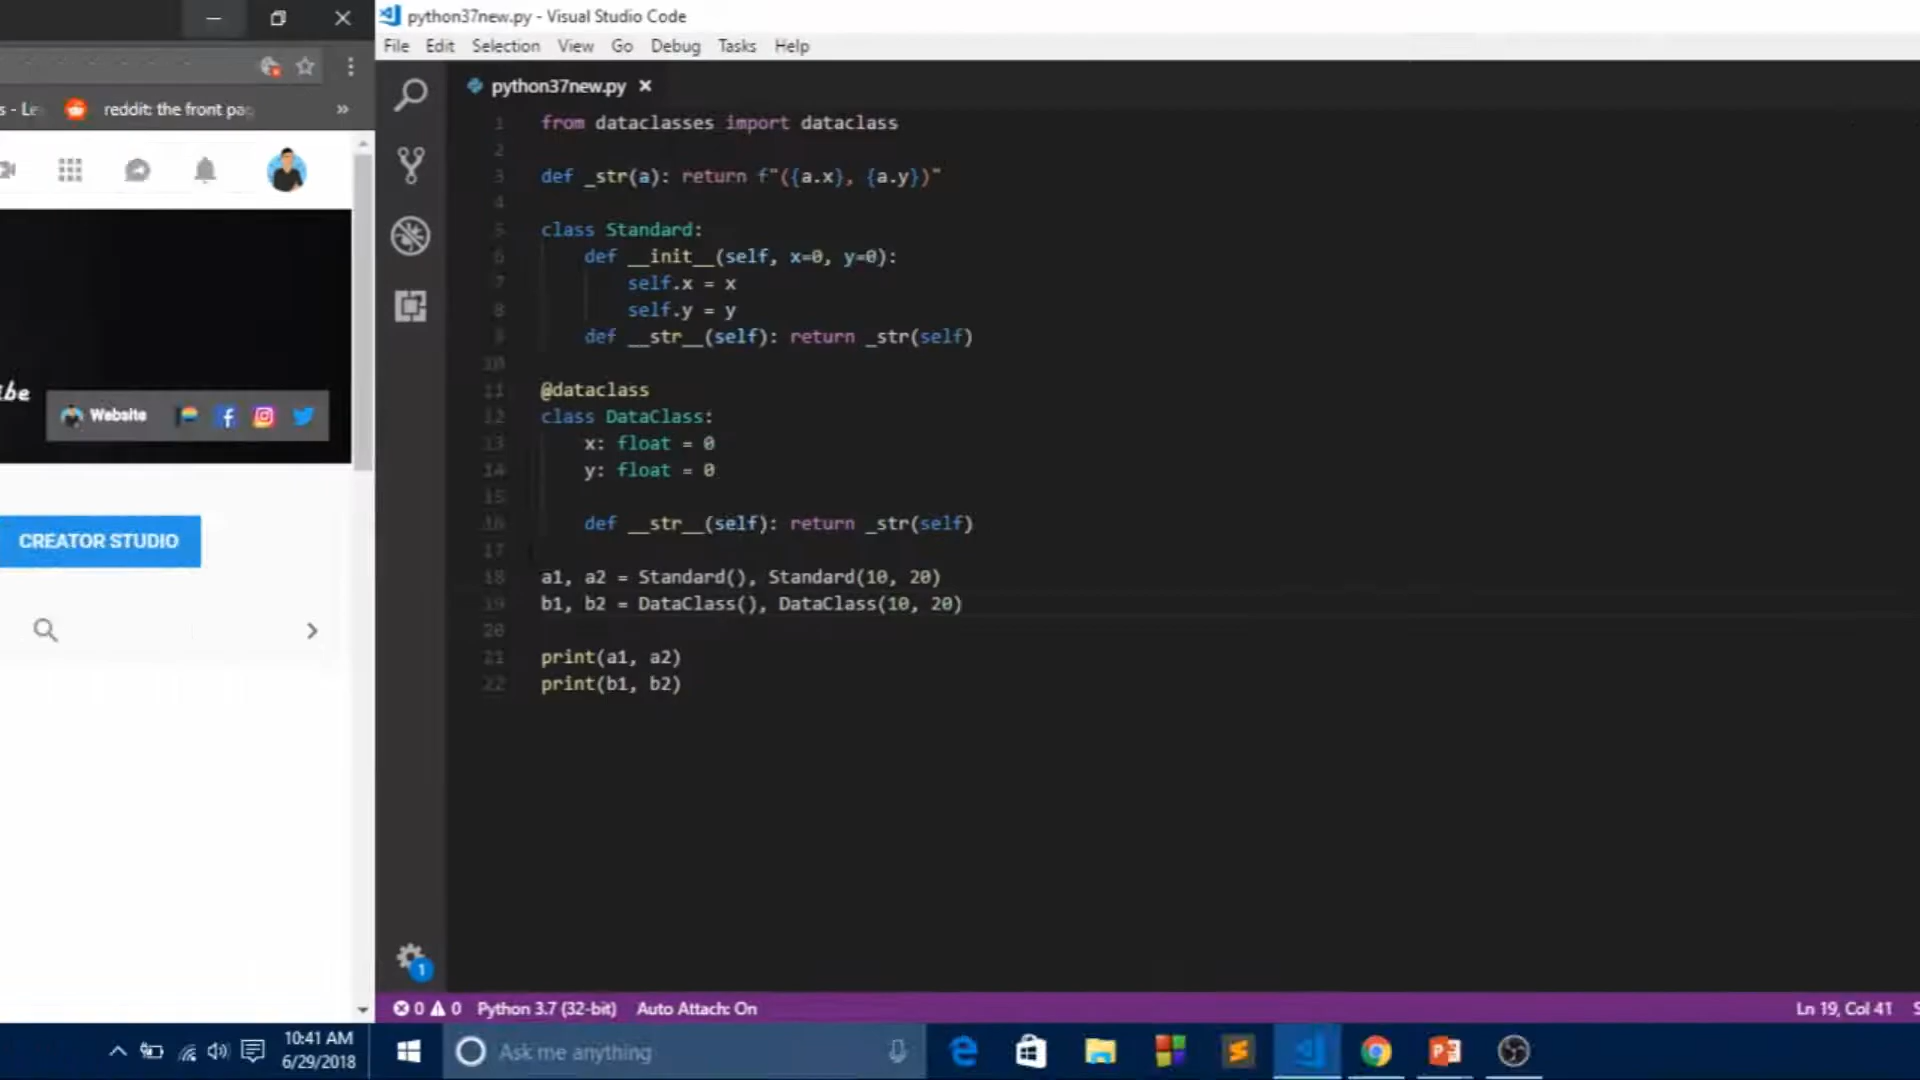 python37new.py - Visual Studio Code
File Edit Selection View Go Debug Tasks Help
reddit: the front pa
python37new.py
1 from dataclasses import dataclass
2
3 def _str(a): return f"({a.x}, {a.y})"
4
5 class Standard:
6 def __init__(self, x=0, y=0):
7 self.x = x
8 self.y = y
9 def __str__(self): return _str(self)
10
11 @dataclass
12 class DataClass:
13 x: float = 0
14 y: float = 0
15
16 def __str__(self): return _str(self)
17
18 a1, a2 = Standard(), Standard(10, 20)
19 b1, b2 = DataClass(), DataClass(10, 20)
20
21 print(a1, a2)
22 print(b1, b2)
ibe
Website
CREATOR STUDIO
1
0 0 Python 3.7 (32-bit) Auto Attach: On Ln 19, Col 41
10:41 AM
6/29/2018
Ask me anything